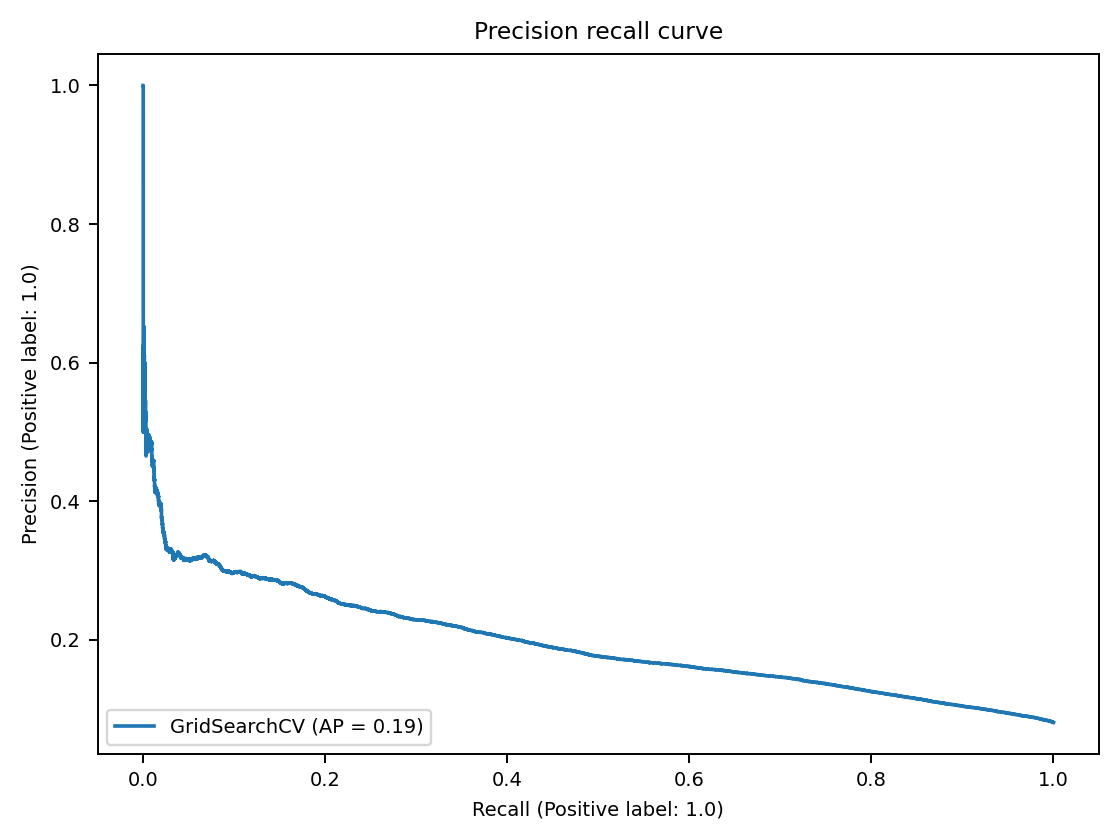 Precision recall curve
1.0
0.8
0.6
0.4
0.2
Precision (Positive label: 1.0)
GridSearchCV (AP = 0.19)
0.0
0.2
0.4
0.6
0.8
1.0
Recall (Positive label: 1.0)